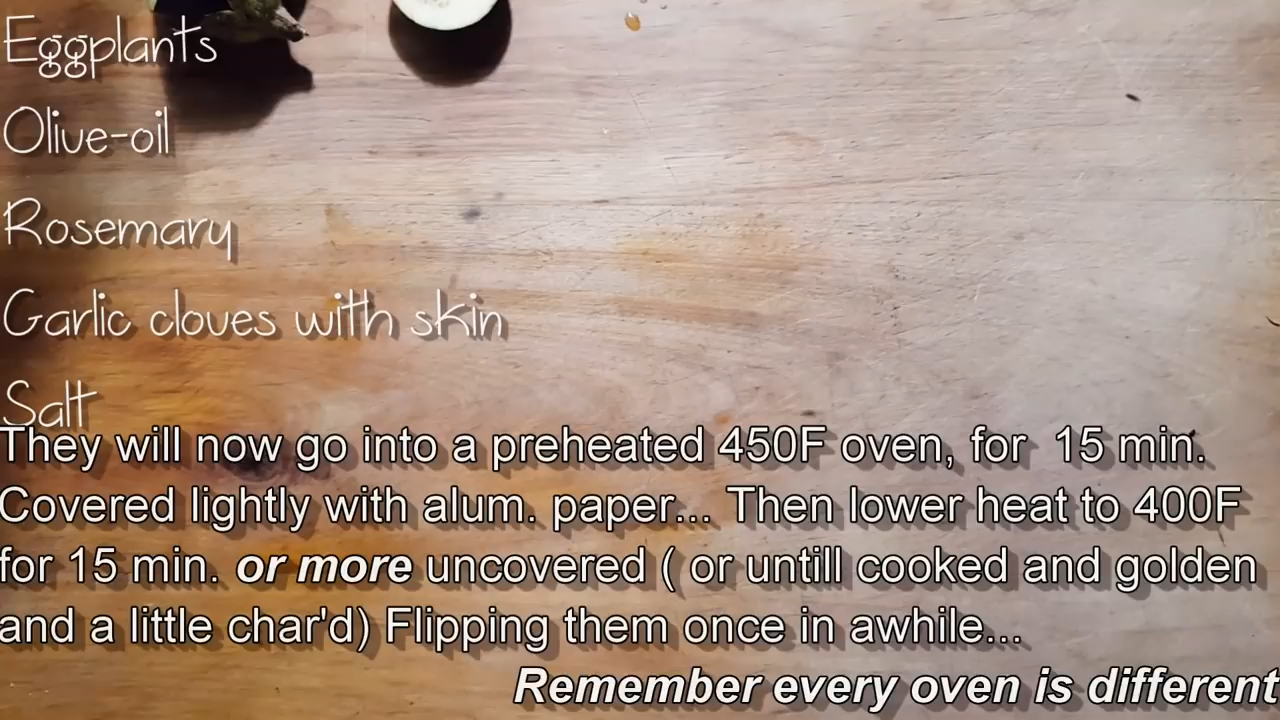 Eggplants
Olive-oil
Rosemary
Garlic cloves with skin
Salt
They will now go into a preheated 450F oven, for  15 min.
Covered lightly with alum. paper... Then lower heat to 400F
for 15 min. or more uncovered ( or untill cooked and golden
and a little char'd) Flipping them once in awhile...
Remember every oven is different